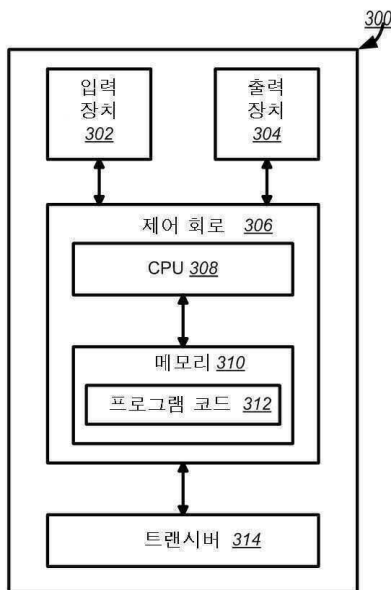 300
입력
장치
302
출력
장치
304
제어 회로 306
CPU 308
메모리 310
프로그램 코드 312
트랜시버 314